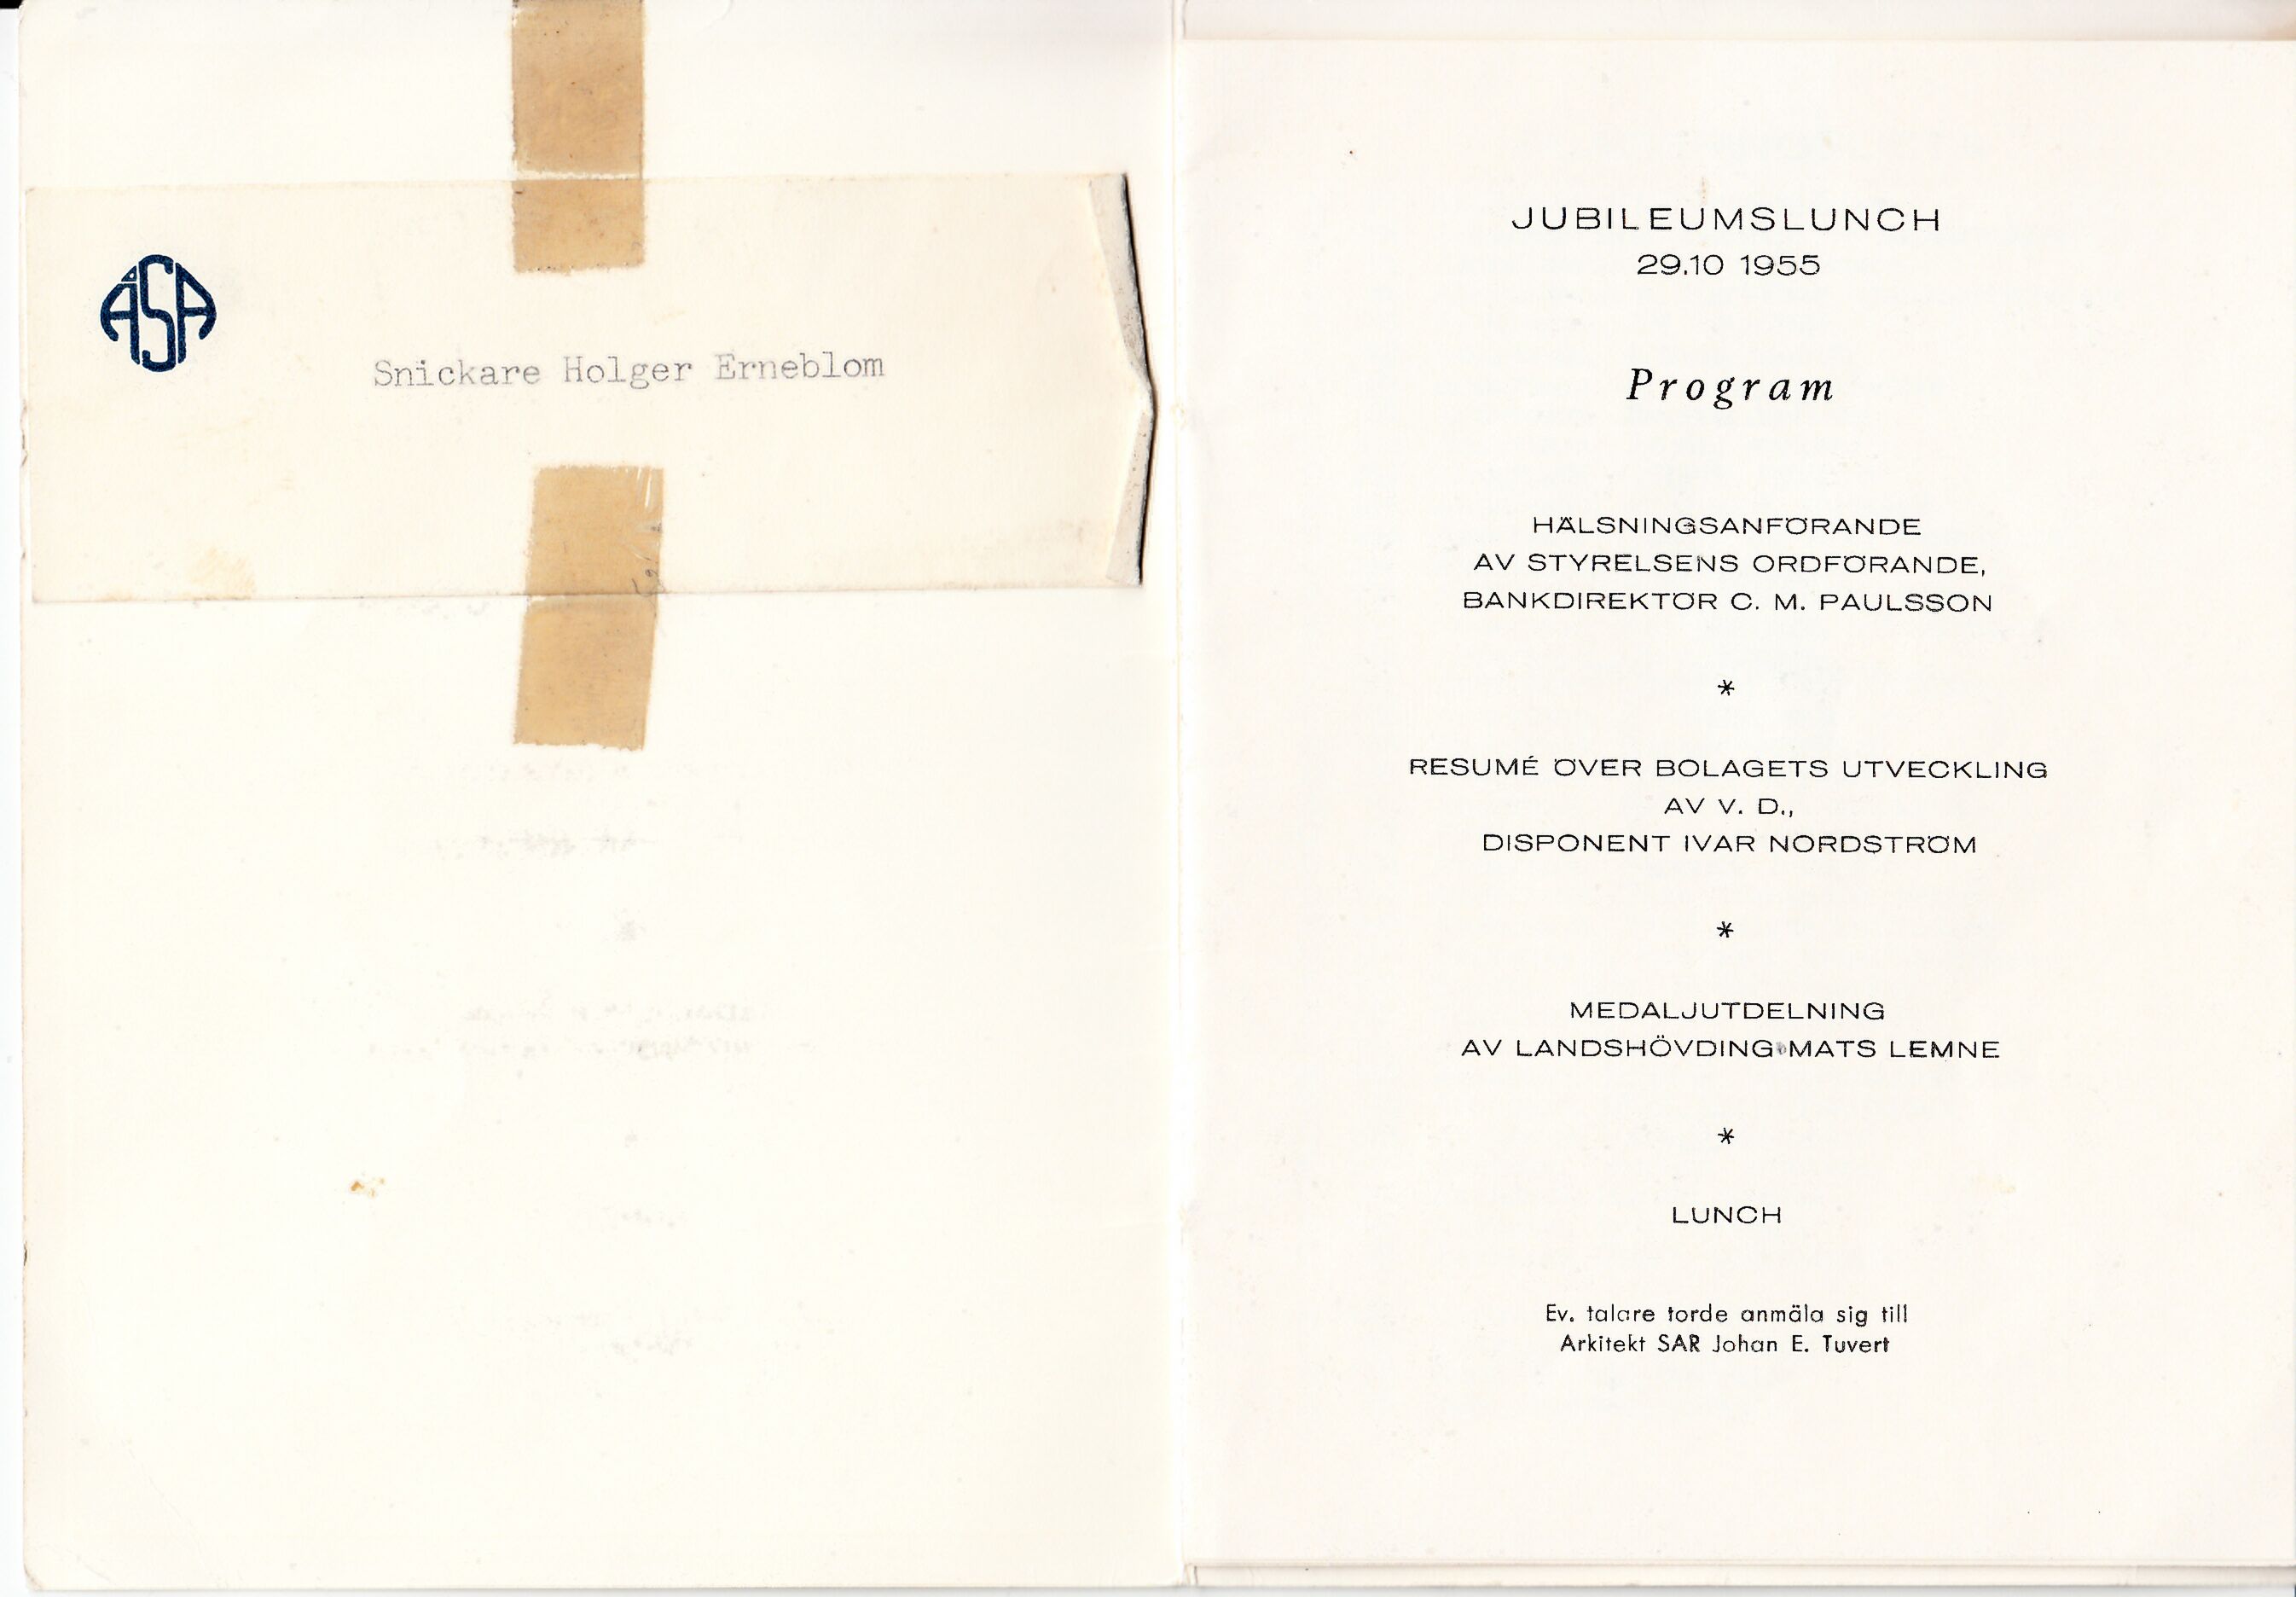 ÅSA
Snickare Holger Erneblom
JUBILEUMSLUNCH
29.10 1955
Program
HÄLSNINGSANFÖRANDE
AV STYRELSENS ORDFÖRANDE,
BANKDIREKTÖR C. M. PAULSSON
*
RESUMÉ ÖVER BOLAGETS UTVECKLING
AV V. D.,
DISPONENT IVAR NORDSTRÖM
*
MEDALJUTDELNING
AV LANDSHÖVDING MATS LEMNE
*
LUNCH
Ev. talare torde anmäla sig till
Arkitekt SAR Johan E. Tuvert